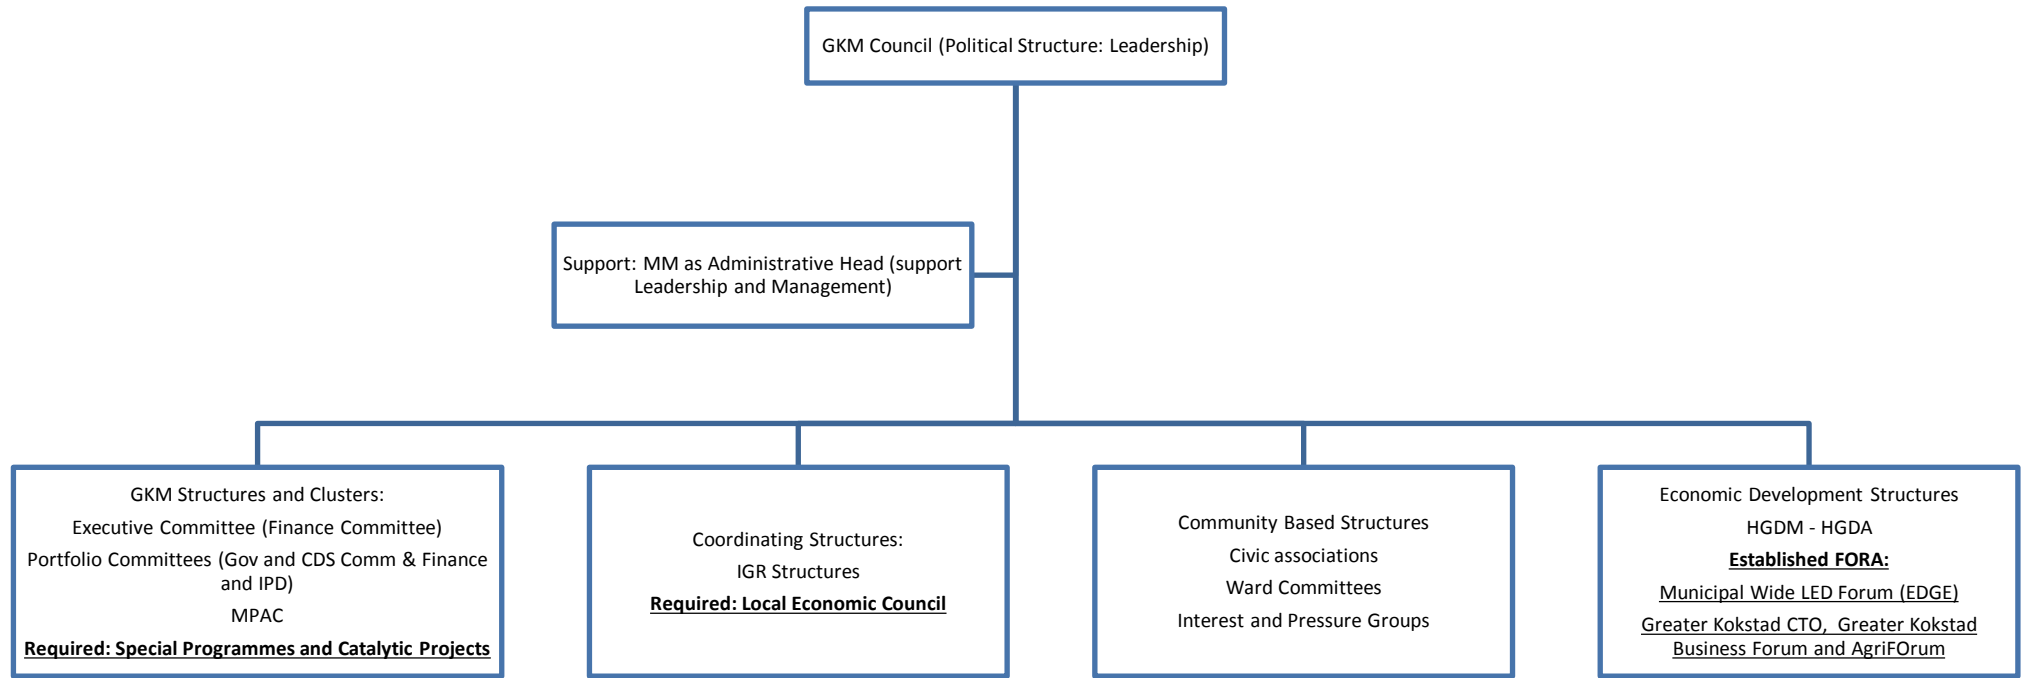 GKM Council (Political Structure: Leadership)
Support: MM as Administrative Head (support
Leadership and Management)
GKM Structures and Clusters:
Executive Committee (Finance Committee)
Portfolio Committees (Gov and CDS Comm & Finance
and IPD)
MPAC
Required: Special Programmes and Catalytic Projects
Coordinating Structures:
IGR Structures
Required: Local Economic Council
Community Based Structures
Civic associations
Ward Committees
Interest and Pressure Groups
Economic Development Structures
HGDM - HGDA
Established FORA:
Municipal Wide LED Forum (EDGE)
Greater Kokstad CTO, Greater Kokstad
Business Forum and AgriFOrum